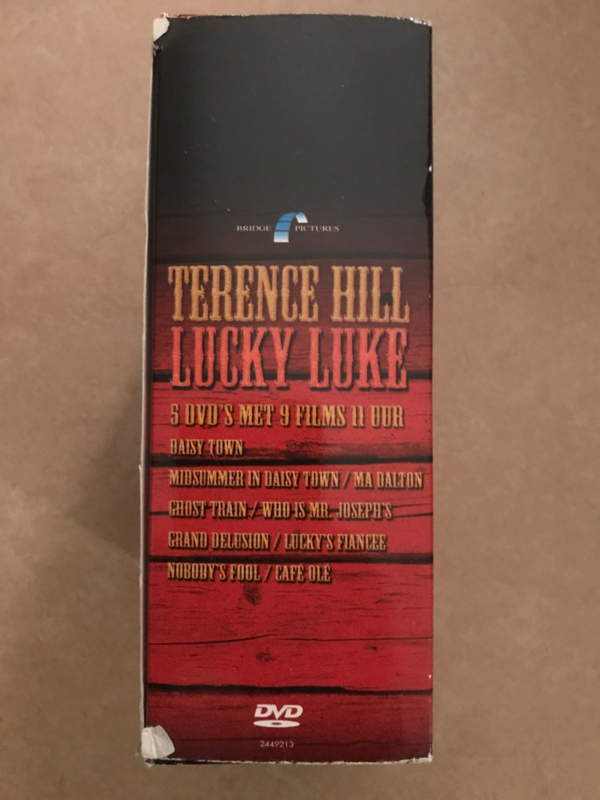 BRIDGE PICTURES
TERENCE HILL
LUCKY LUKE
5 DVD'S MET 9 FILMS 11 UUR
DAISY TOWN
MIDSUMMER IN DAISY TOWN / MA DALTON
GHOST TRAIN / WHO IS MR. JOSEPH'S
GRAND DELUSION / LUCKY'S FIANCEE
NOBODY'S FOOL / CAFÉ OLE
DVD
2449213